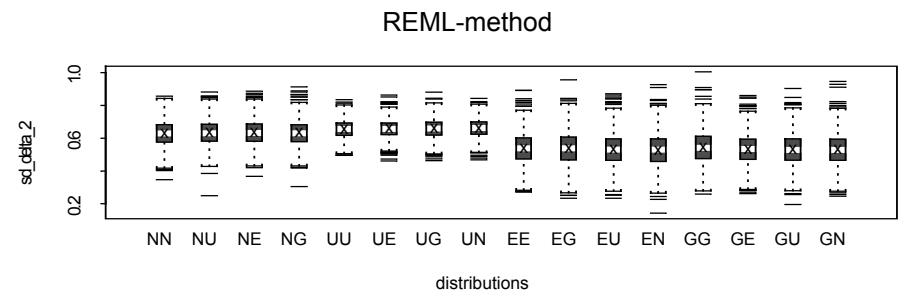 REML-method
sd_delta_2
1.0
0.6
0.2
NN NU NE NG UU UE UG UN EE EG EU EN GG GE GU GN
distributions